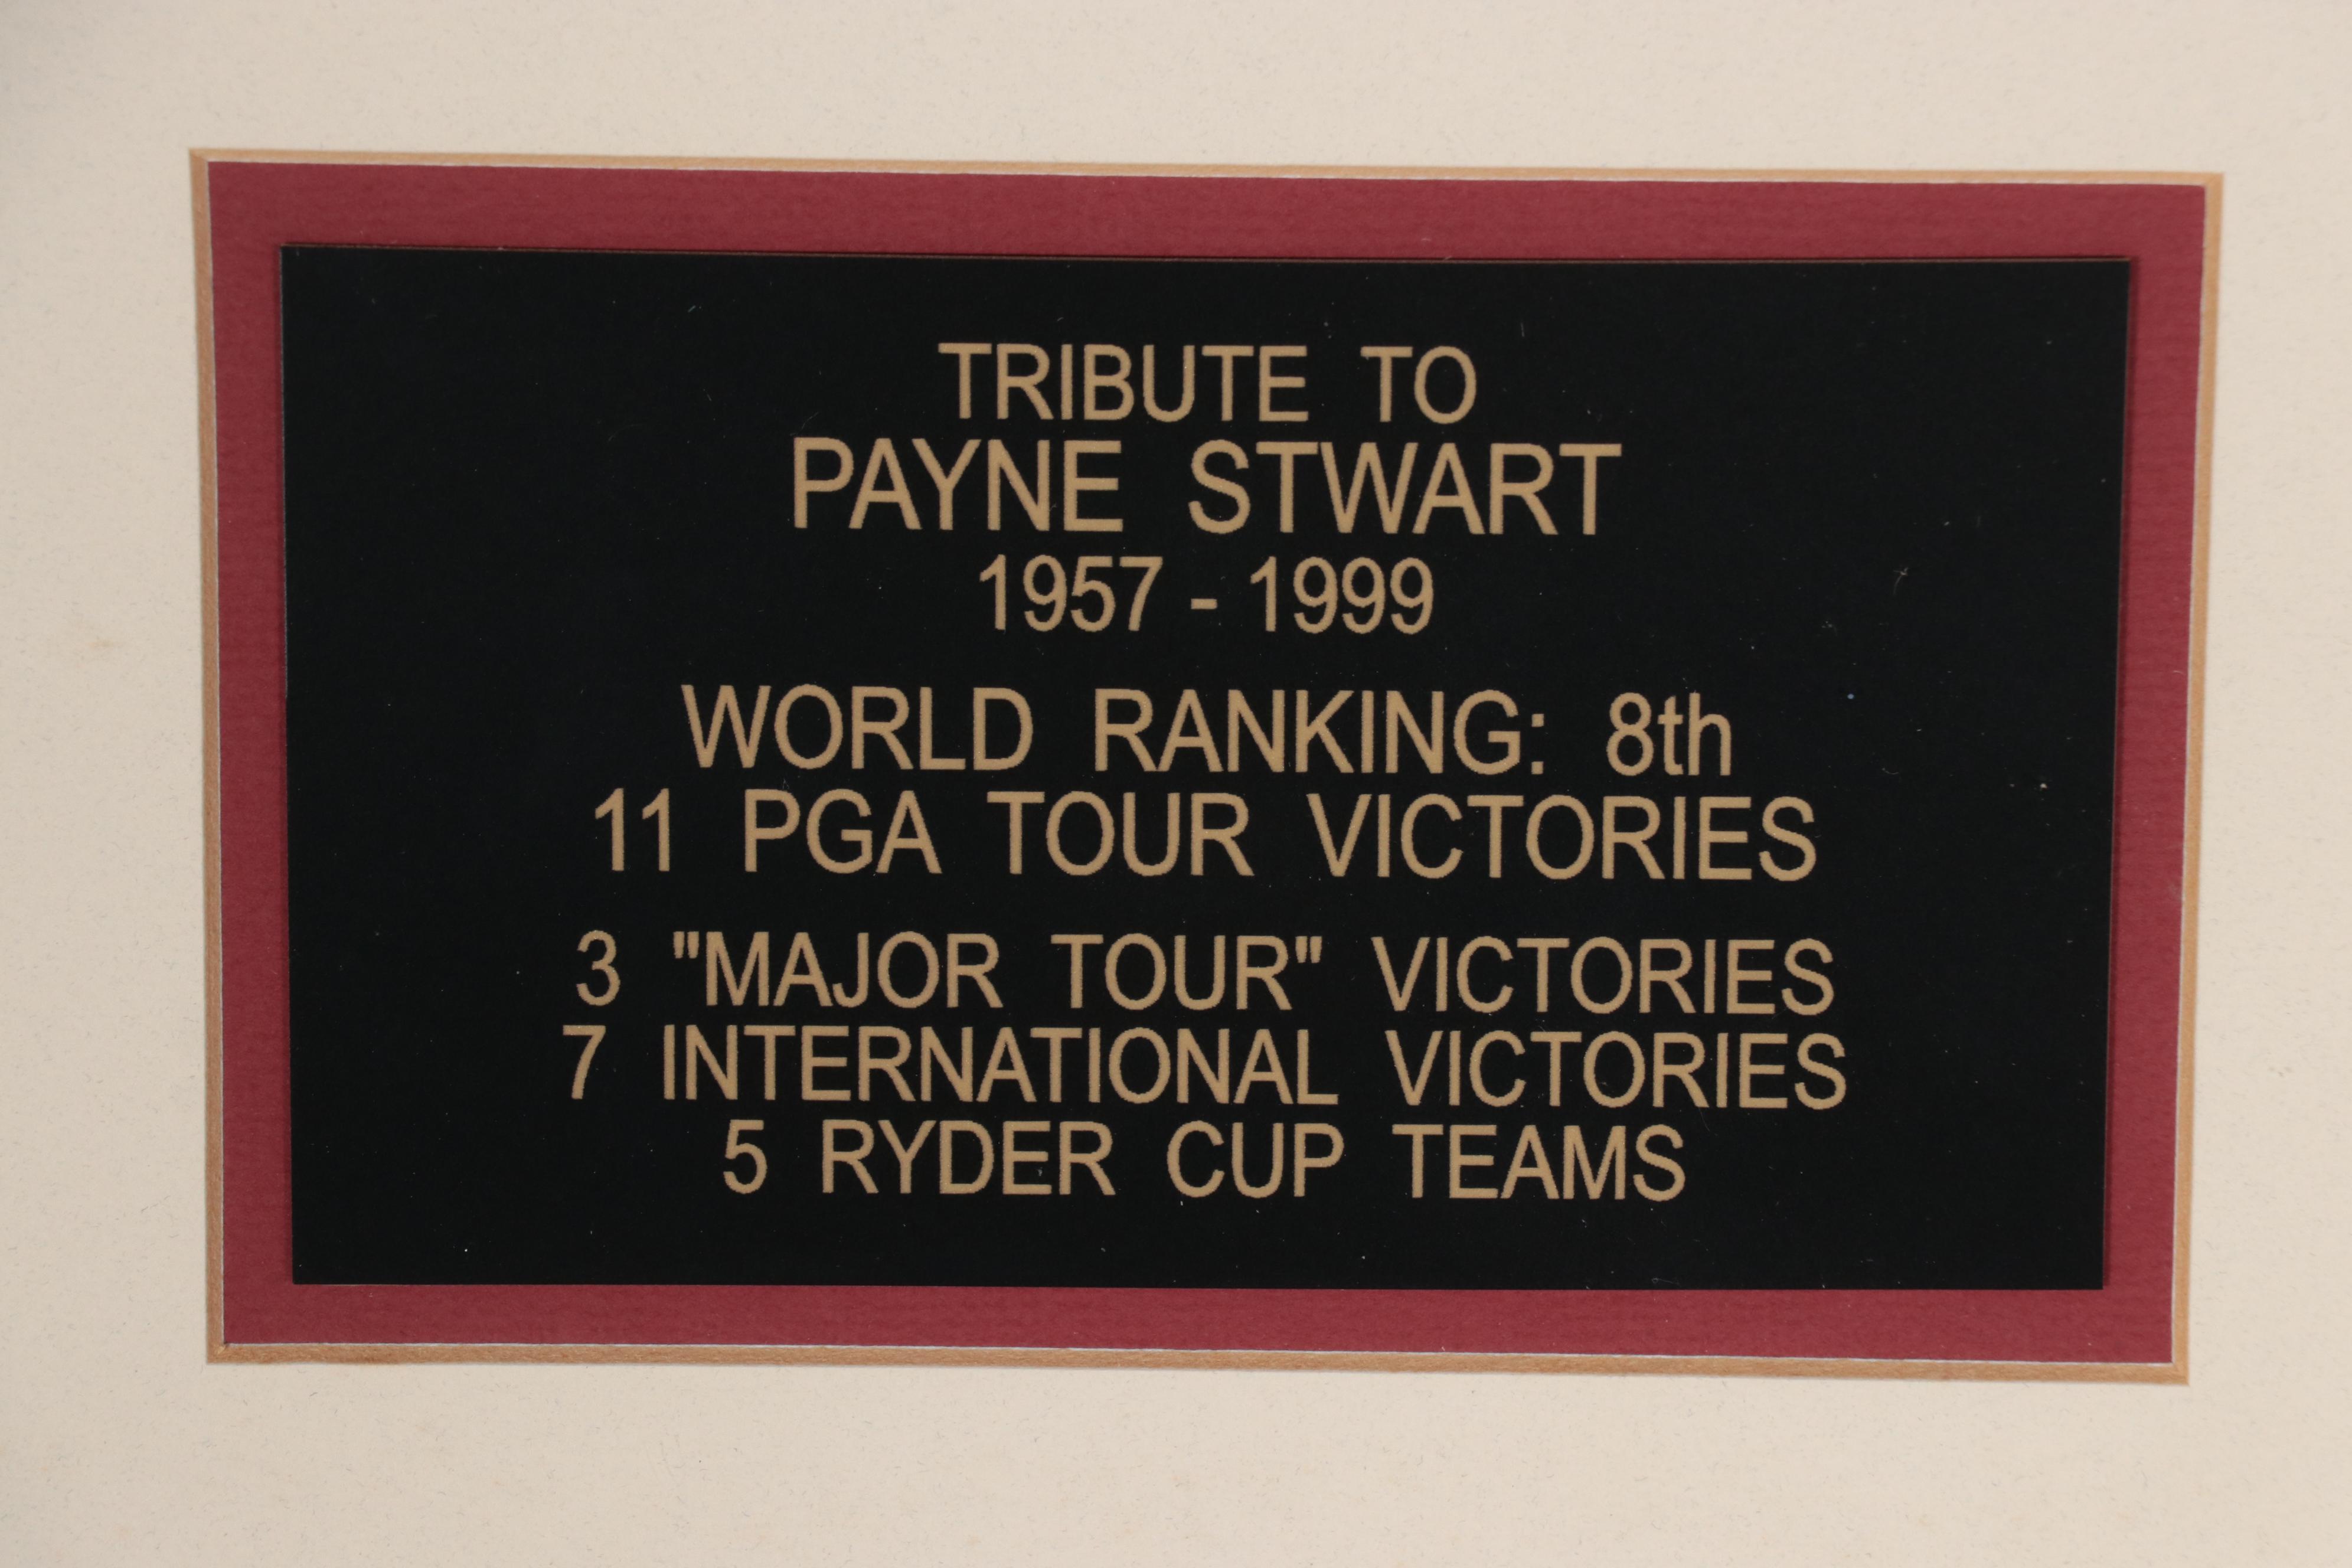 TRIBUTE TO
PAYNE STWART
1957 - 1999
WORLD RANKING: 8th
11 PGA TOUR VICTORIES
3 "MAJOR TOUR" VICTORIES
7 INTERNATIONAL VICTORIES
5 RYDER CUP TEAMS